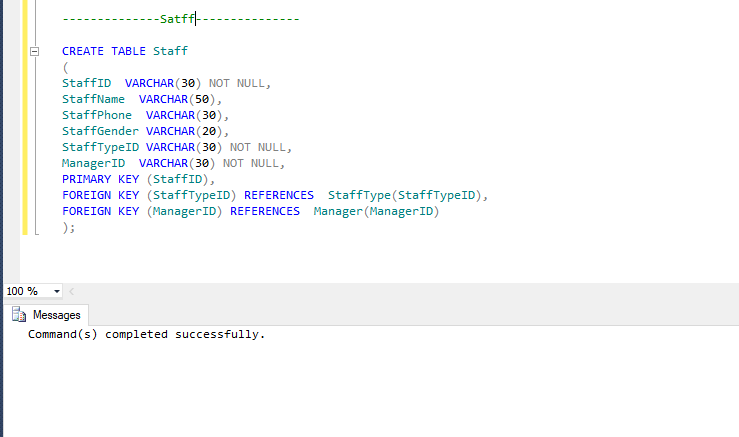 --------------Satff---------------
CREATE TABLE Staff
(
StaffID  VARCHAR(30) NOT NULL,
StaffName  VARCHAR(50),
StaffPhone  VARCHAR(30),
StaffGender VARCHAR(20),
StaffTypeID VARCHAR(30) NOT NULL,
ManagerID  VARCHAR(30) NOT NULL,
PRIMARY KEY (StaffID),
FOREIGN KEY (StaffTypeID) REFERENCES  StaffType(StaffTypeID),
FOREIGN KEY (ManagerID) REFERENCES  Manager(ManagerID)
);
100 %
Messages
Command(s) completed successfully.